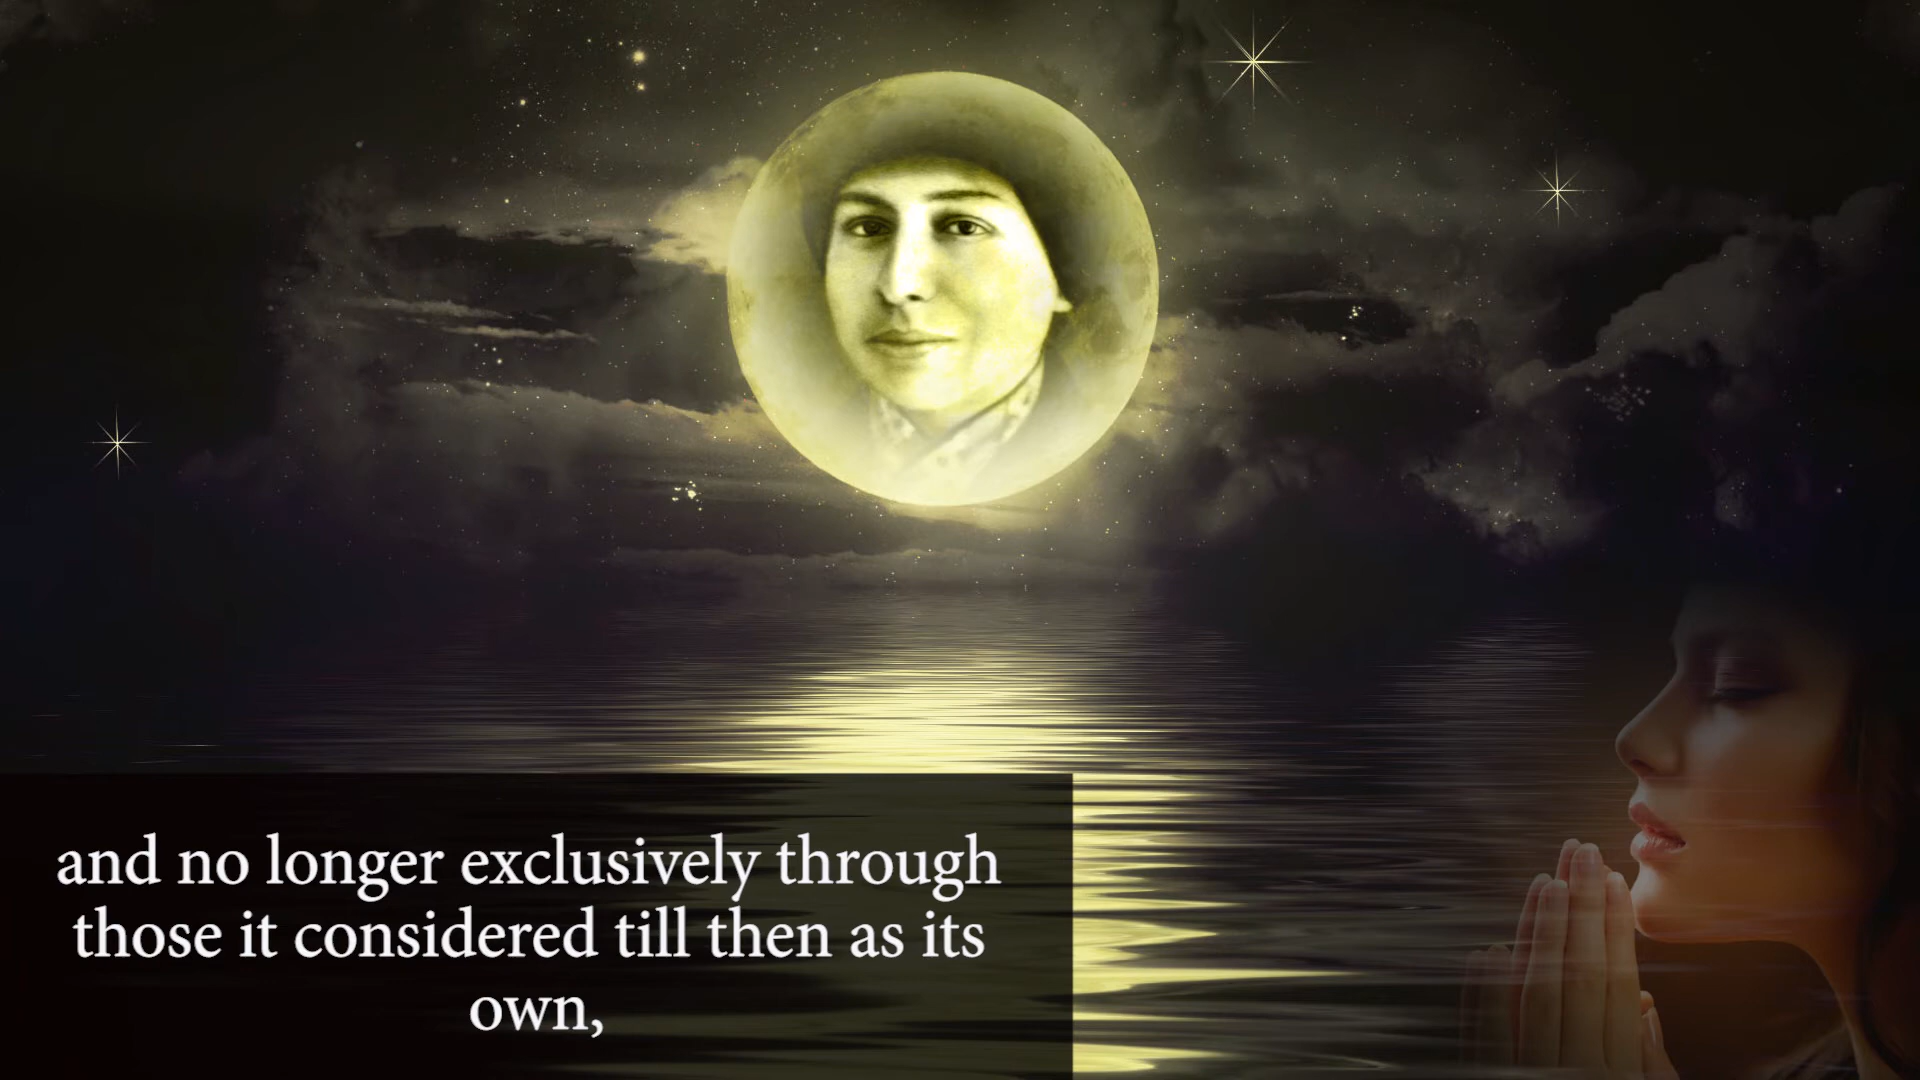 and no longer exclusively through
those it considered till then as its
own,